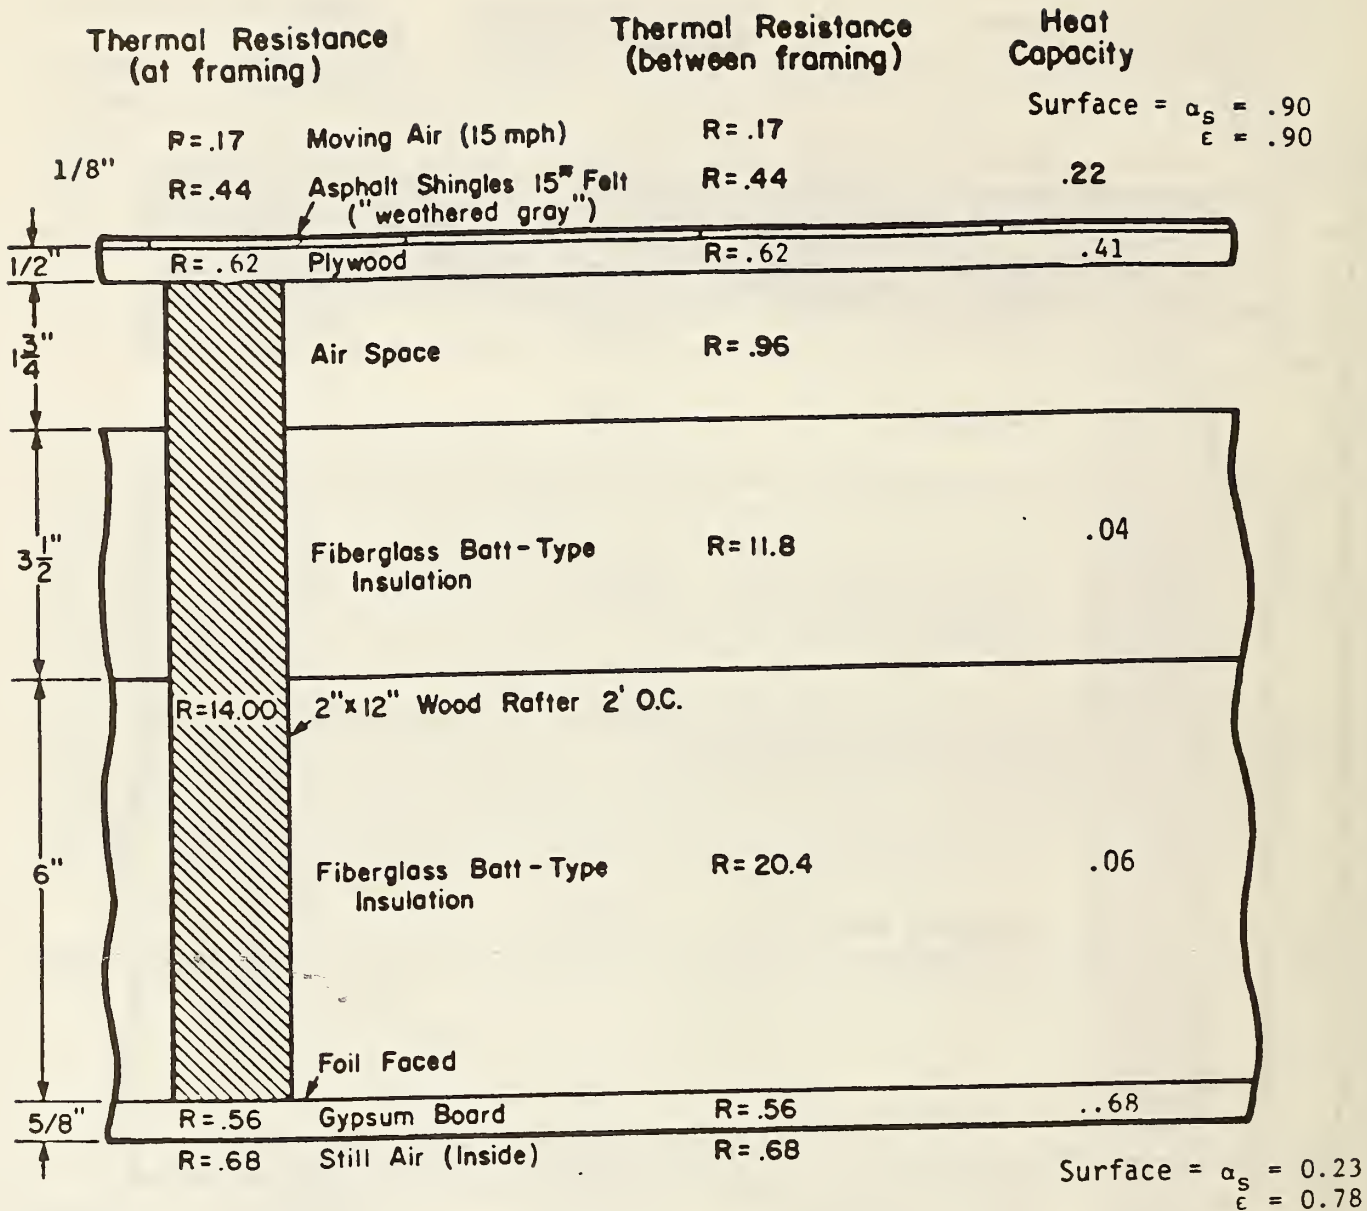 Thermal Resistance
(at framing)
Thermal Resistance
(between framing)
Heat
Capacity
Surface = αs = .90
ε = .90
R=.17 Moving Air (15 mph) R=.17
1/8"
R=.44 Asphalt Shingles 15# Felt R=.44 .22
("weathered gray")
1/2" R=.62 Plywood R=.62 .41
1 3/4" Air Space R=.96
3 1/2" Fiberglass Batt-Type R=11.8 .04
Insulation
R=14.00 2"x12" Wood Rafter 2' O.C.
6" Fiberglass Batt-Type R=20.4 .06
Insulation
Foil Faced
5/8" R=.56 Gypsum Board R=.56 ..68
R=.68 Still Air (Inside) R=.68
Surface = αs = 0.23
ε = 0.78